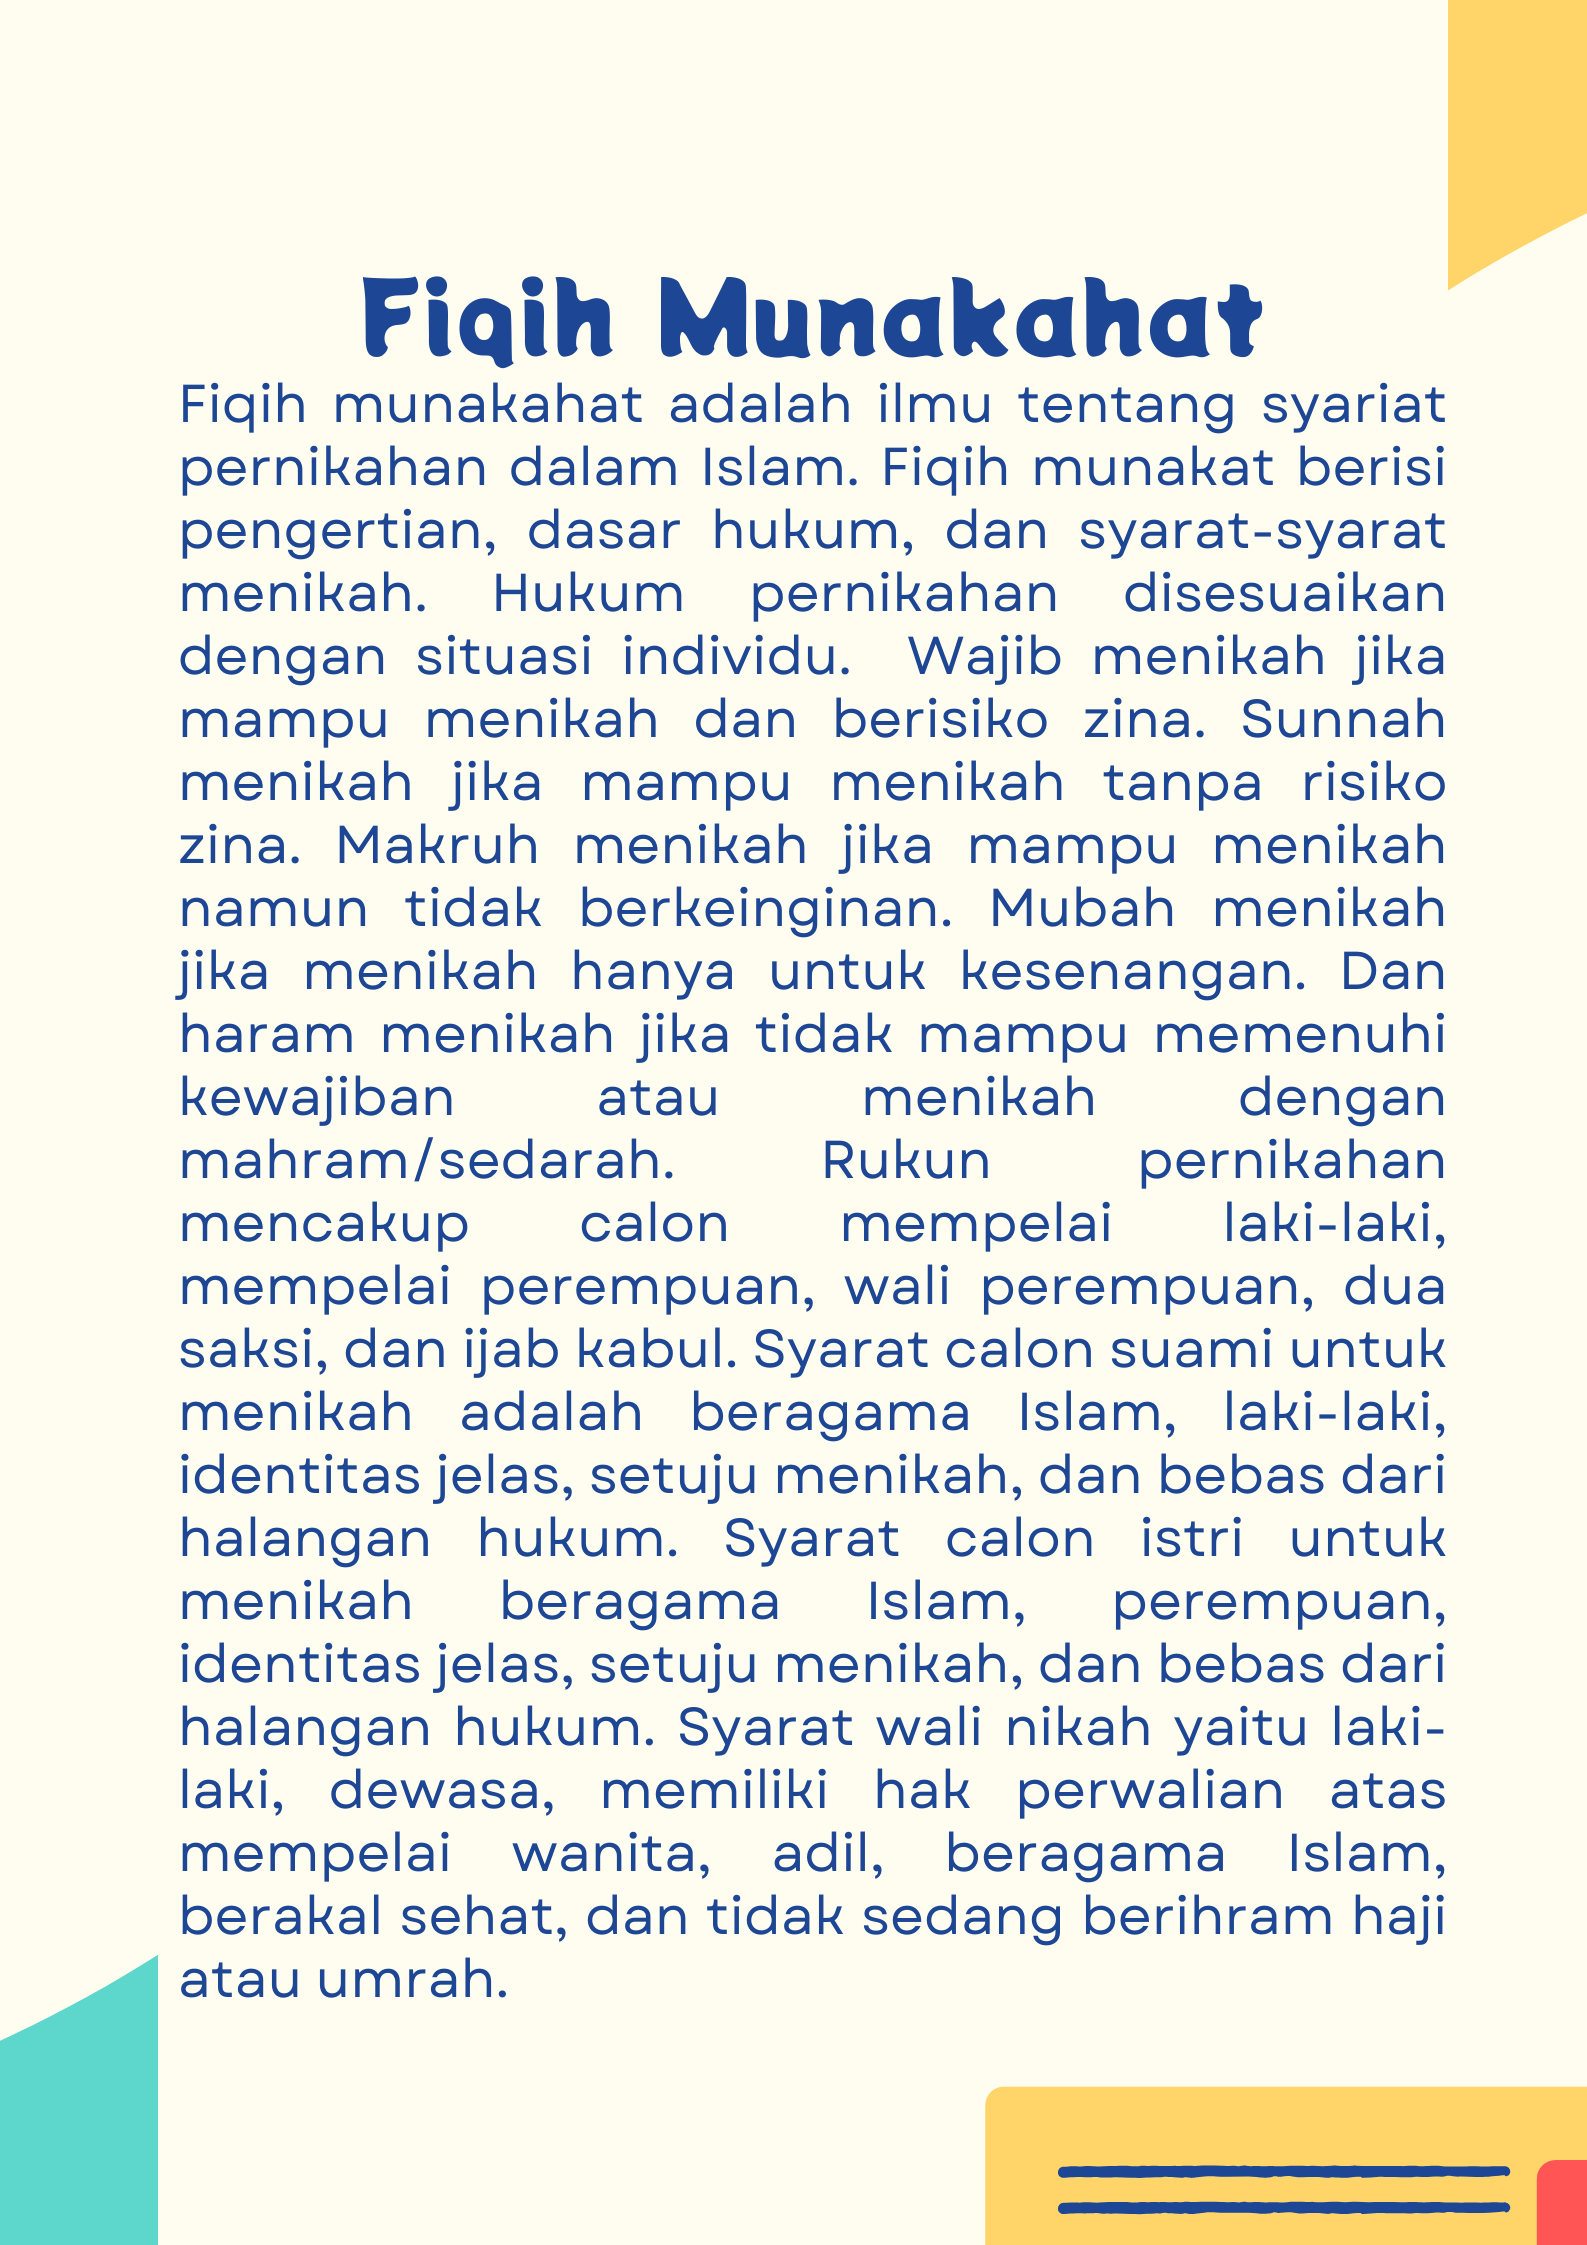 Fiqih Munakahat
Fiqih munakahat adalah ilmu tentang syariat
pernikahan dalam Islam. Fiqih munakat berisi
pengertian, dasar hukum, dan syarat-syarat
menikah. Hukum pernikahan disesuaikan
dengan situasi individu. Wajib menikah jika
mampu menikah dan berisiko zina. Sunnah
menikah jika mampu menikah tanpa risiko
zina. Makruh menikah jika mampu menikah
namun tidak berkeinginan. Mubah menikah
jika menikah hanya untuk kesenangan. Dan
haram menikah jika tidak mampu memenuhi
kewajiban atau menikah dengan
mahram/sedarah. Rukun pernikahan
mencakup calon mempelai laki-laki,
mempelai perempuan, wali perempuan, dua
saksi, dan ijab kabul. Syarat calon suami untuk
menikah adalah beragama Islam, laki-laki,
identitas jelas, setuju menikah, dan bebas dari
halangan hukum. Syarat calon istri untuk
menikah beragama Islam, perempuan,
identitas jelas, setuju menikah, dan bebas dari
halangan hukum. Syarat wali nikah yaitu laki-
laki, dewasa, memiliki hak perwalian atas
mempelai wanita, adil, beragama Islam,
berakal sehat, dan tidak sedang berihram haji
atau umrah.